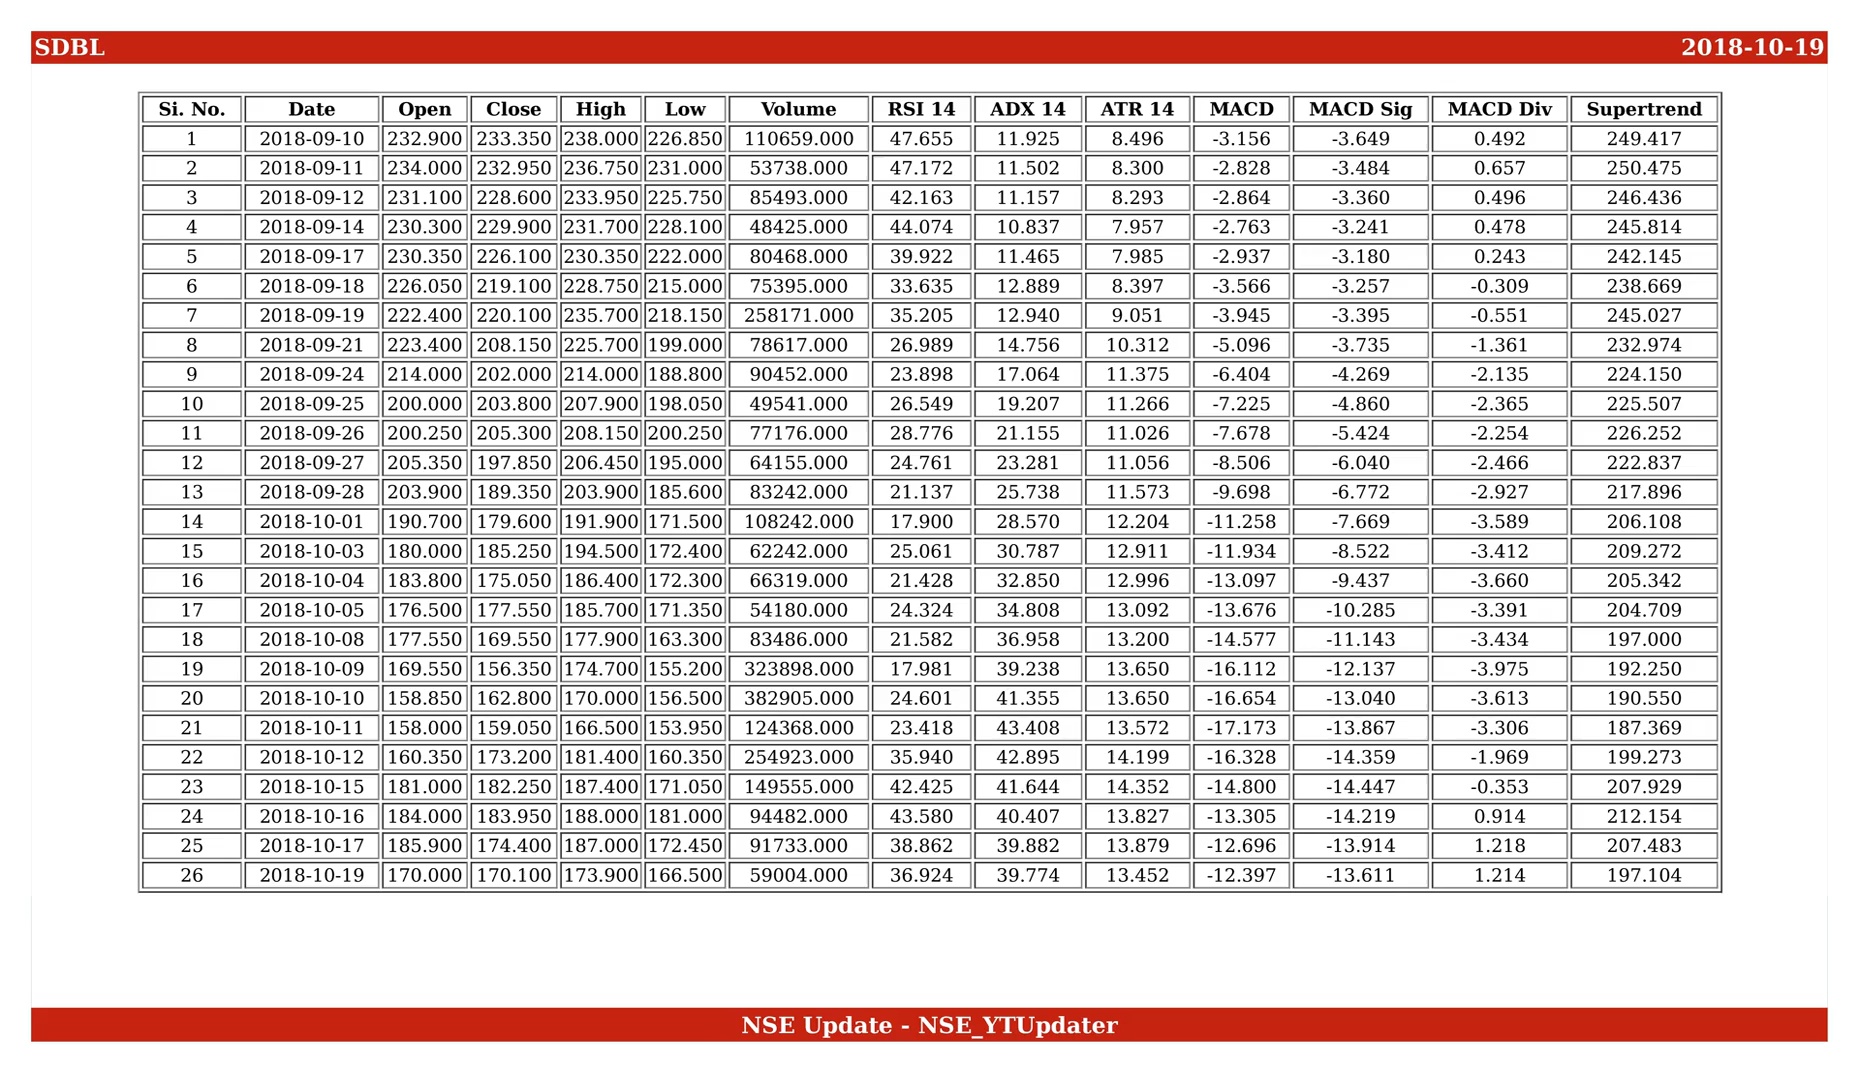 SDBL 2018-10-19
Si. No. Date Open Close High Low Volume RSI 14 ADX 14 ATR 14 MACD MACD Sig MACD Div Supertrend
1 2018-09-10 232.900 233.350 238.000 226.850 110659.000 47.655 11.925 8.496 -3.156 -3.649 0.492 249.417
2 2018-09-11 234.000 232.950 236.750 231.000 53738.000 47.172 11.502 8.300 -2.828 -3.484 0.657 250.475
3 2018-09-12 231.100 228.600 233.950 225.750 85493.000 42.163 11.157 8.293 -2.864 -3.360 0.496 246.436
4 2018-09-14 230.300 229.900 231.700 228.100 48425.000 44.074 10.837 7.957 -2.763 -3.241 0.478 245.814
5 2018-09-17 230.350 226.100 230.350 222.000 80468.000 39.922 11.465 7.985 -2.937 -3.180 0.243 242.145
6 2018-09-18 226.050 219.100 228.750 215.000 75395.000 33.635 12.889 8.397 -3.566 -3.257 -0.309 238.669
7 2018-09-19 222.400 220.100 235.700 218.150 258171.000 35.205 12.940 9.051 -3.945 -3.395 -0.551 245.027
8 2018-09-21 223.400 208.150 225.700 199.000 78617.000 26.989 14.756 10.312 -5.096 -3.735 -1.361 232.974
9 2018-09-24 214.000 202.000 214.000 188.800 90452.000 23.898 17.064 11.375 -6.404 -4.269 -2.135 224.150
10 2018-09-25 200.000 203.800 207.900 198.050 49541.000 26.549 19.207 11.266 -7.225 -4.860 -2.365 225.507
11 2018-09-26 200.250 205.300 208.150 200.250 77176.000 28.776 21.155 11.026 -7.678 -5.424 -2.254 226.252
12 2018-09-27 205.350 197.850 206.450 195.000 64155.000 24.761 23.281 11.056 -8.506 -6.040 -2.466 222.837
13 2018-09-28 203.900 189.350 203.900 185.600 83242.000 21.137 25.738 11.573 -9.698 -6.772 -2.927 217.896
14 2018-10-01 190.700 179.600 191.900 171.500 108242.000 17.900 28.570 12.204 -11.258 -7.669 -3.589 206.108
15 2018-10-03 180.000 185.250 194.500 172.400 62242.000 25.061 30.787 12.911 -11.934 -8.522 -3.412 209.272
16 2018-10-04 183.800 175.050 186.400 172.300 66319.000 21.428 32.850 12.996 -13.097 -9.437 -3.660 205.342
17 2018-10-05 176.500 177.550 185.700 171.350 54180.000 24.324 34.808 13.092 -13.676 -10.285 -3.391 204.709
18 2018-10-08 177.550 169.550 177.900 163.300 83486.000 21.582 36.958 13.200 -14.577 -11.143 -3.434 197.000
19 2018-10-09 169.550 156.350 174.700 155.200 323898.000 17.981 39.238 13.650 -16.112 -12.137 -3.975 192.250
20 2018-10-10 158.850 162.800 170.000 156.500 382905.000 24.601 41.355 13.650 -16.654 -13.040 -3.613 190.550
21 2018-10-11 158.000 159.050 166.500 153.950 124368.000 23.418 43.408 13.572 -17.173 -13.867 -3.306 187.369
22 2018-10-12 160.350 173.200 181.400 160.350 254923.000 35.940 42.895 14.199 -16.328 -14.359 -1.969 199.273
23 2018-10-15 181.000 182.250 187.400 171.050 149555.000 42.425 41.644 14.352 -14.800 -14.447 -0.353 207.929
24 2018-10-16 184.000 183.950 188.000 181.000 94482.000 43.580 40.407 13.827 -13.305 -14.219 0.914 212.154
25 2018-10-17 185.900 174.400 187.000 172.450 91733.000 38.862 39.882 13.879 -12.696 -13.914 1.218 207.483
26 2018-10-19 170.000 170.100 173.900 166.500 59004.000 36.924 39.774 13.452 -12.397 -13.611 1.214 197.104
NSE Update - NSE_YTUpdater